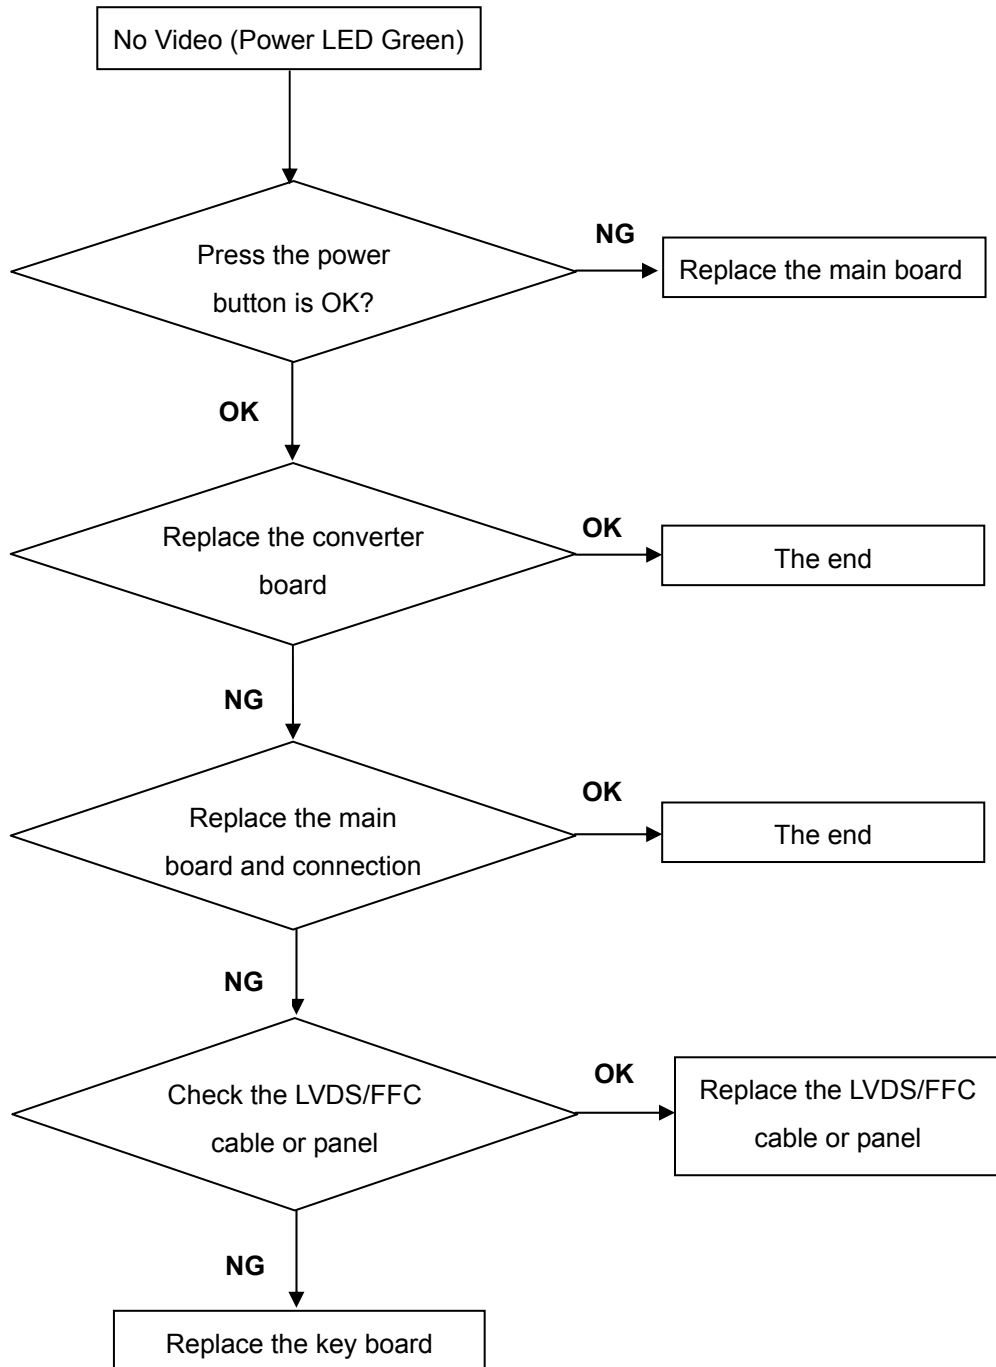 No Video (Power LED Green)
Press the power
button is OK?
NG
Replace the main board
OK
Replace the converter
board
OK
The end
NG
Replace the main
board and connection
OK
The end
NG
Check the LVDS/FFC
cable or panel
OK
Replace the LVDS/FFC
cable or panel
NG
Replace the key board